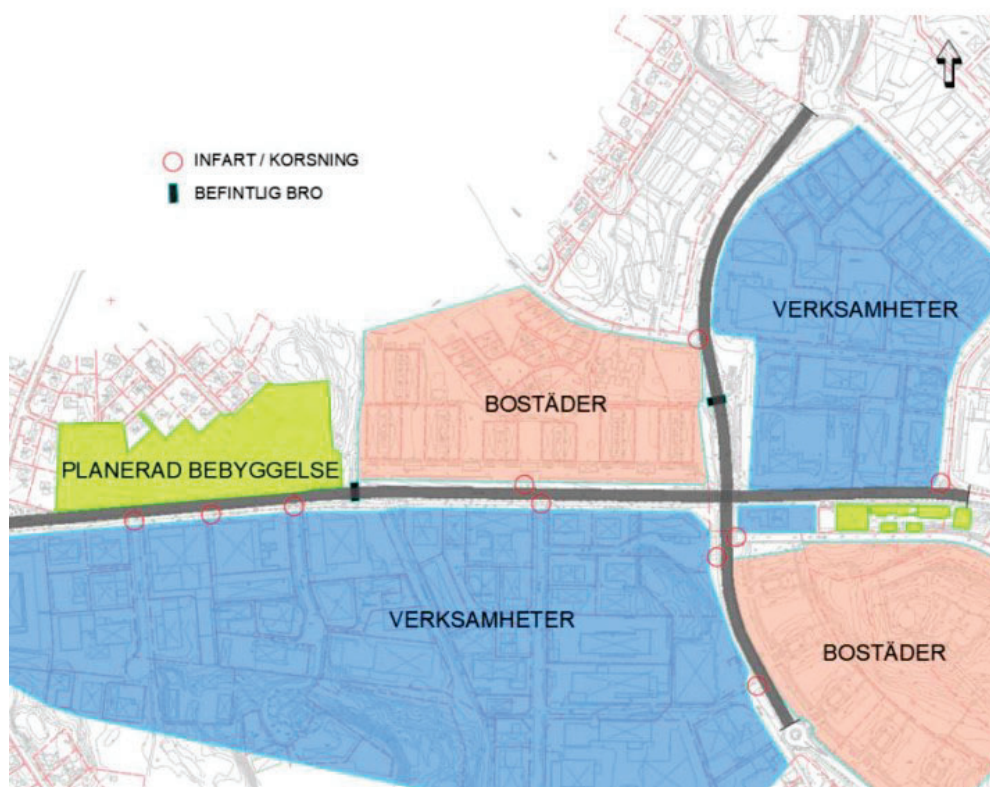 INFART / KORSNING
BEFINTLIG BRO
VERKSAMHETER
BOSTÄDER
PLANERAD BEBYGGELSE
VERKSAMHETER
BOSTÄDER